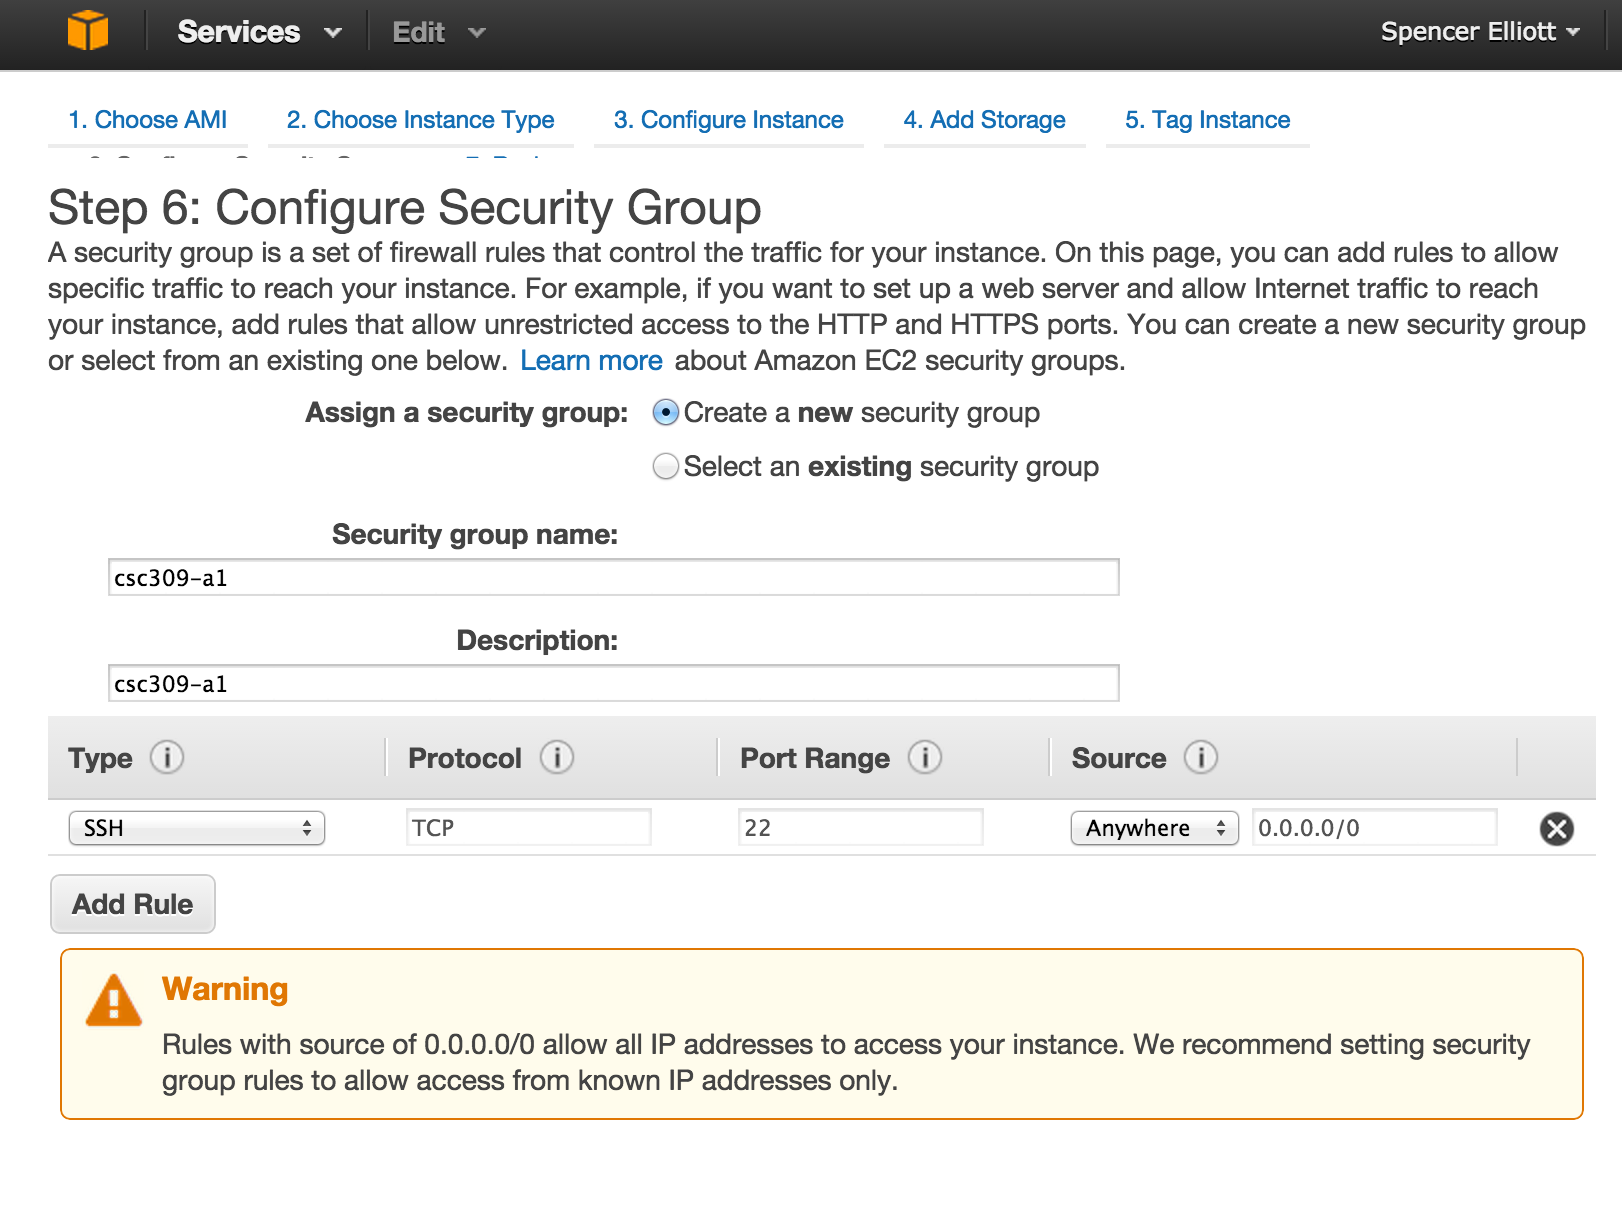 Services Edit Spencer Elliott
1. Choose AMI 2. Choose Instance Type 3. Configure Instance 4. Add Storage 5. Tag Instance
Step 6: Configure Security Group
A security group is a set of firewall rules that control the traffic for your instance. On this page, you can add rules to allow
specific traffic to reach your instance. For example, if you want to set up a web server and allow Internet traffic to reach
your instance, add rules that allow unrestricted access to the HTTP and HTTPS ports. You can create a new security group
or select from an existing one below. Learn more about Amazon EC2 security groups.
Assign a security group: Create a new security group
Select an existing security group
Security group name:
csc309-a1
Description:
csc309-a1
Type Protocol Port Range Source
SSH TCP 22 Anywhere 0.0.0.0/0
Add Rule
Warning
Rules with source of 0.0.0.0/0 allow all IP addresses to access your instance. We recommend setting security
group rules to allow access from known IP addresses only.